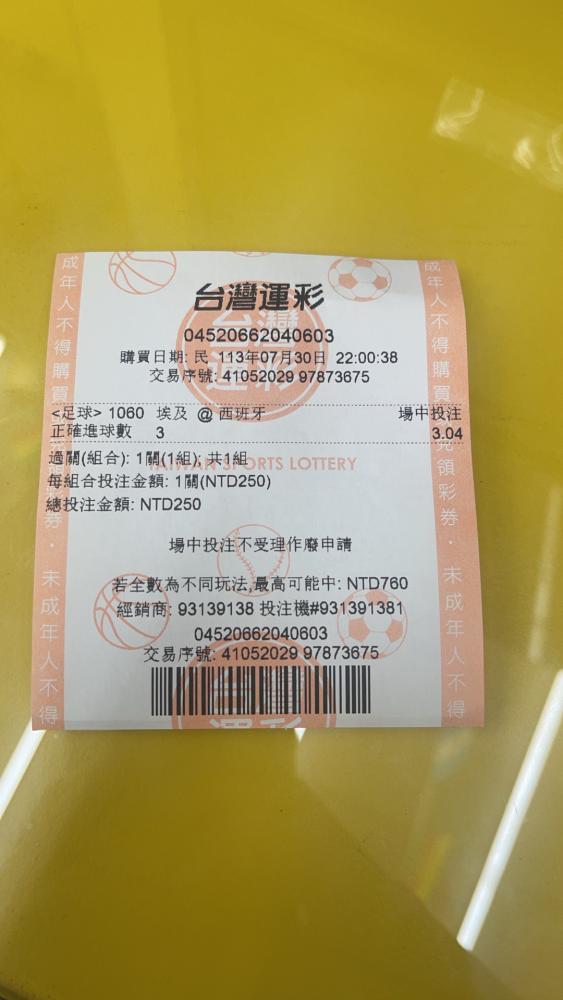 台灣運彩
04520662040603
購買日期: 民 113年07月30日 22:00:38
交易序號: 41052029 97873675
<足球> 1060 埃及 @ 西班牙 場中投注
正確進球數 3 3.04
過關(組合): 1關(1組); 共1組
TAIWAN SPORTS LOTTERY
每組合投注金額: 1關(NTD250)
總投注金額: NTD250
場中投注不受理作廢申請
若全數為不同玩法,最高可能中: NTD760
經銷商: 93139138 投注機#931391381
04520662040603
交易序號: 41052029 97873675
成年人不得購買
彩券・未成年人不得
成年人不得購買
兌領彩券・未成年人不得